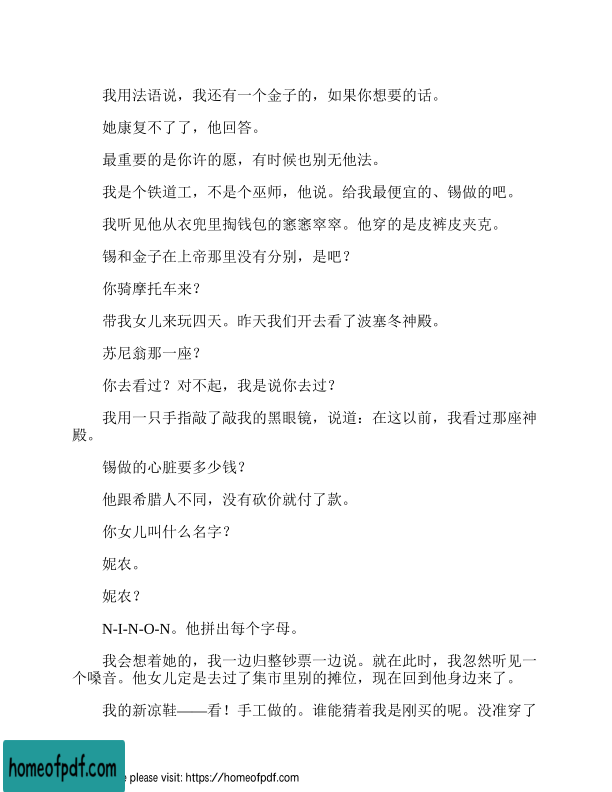 我用法语说，我还有一个金子的，如果你想要的话。
她康复不了了，他回答。
最重要的是你许的愿，有时候也别无他法。
我是个铁道工，不是个巫师，他说。给我最便宜的、锡做的吧。
我听见他从衣兜里掏钱包的窸窸窣窣。他穿的是皮裤皮夹克。
锡和金子在上帝那里没有分别，是吧？
你骑摩托车来？
带我女儿来玩四天。昨天我们开去看了波塞冬神殿。
苏尼翁那一座？
你去看过？对不起，我是说你去过？
我用一只手指敲了敲我的黑眼镜，说道：在这以前，我看过那座神
殿。
锡做的心脏要多少钱？
他跟希腊人不同，没有砍价就付了款。
你女儿叫什么名字？
妮农。
妮农？
N-I-N-O-N。他拼出每个字母。
我会想着她的，我一边归整钞票一边说。就在此时，我忽然听见一
个嗓音。他女儿定是去过了集市里别的摊位，现在回到他身边来了。
我的新凉鞋——看！手工做的。谁能猜着我是刚买的呢。没准穿了
homeofpdf.com
e please visit: https://homeofpdf.com